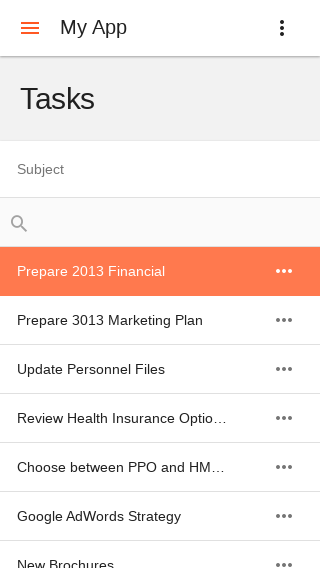 My App
Tasks
Subject
Prepare 2013 Financial
Prepare 3013 Marketing Plan
Update Personnel Files
Review Health Insurance Optio…
Choose between PPO and HM…
Google AdWords Strategy
New Brochures